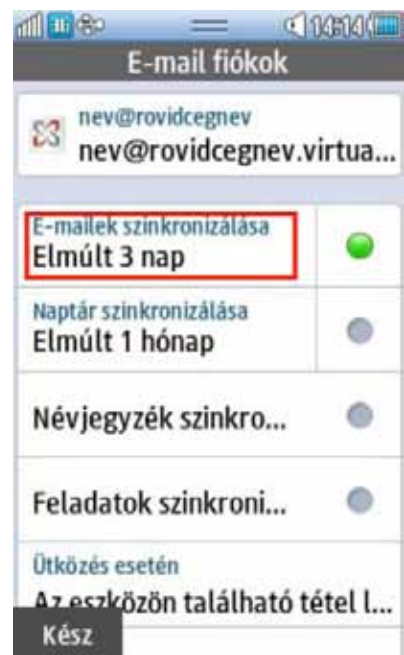 3G 14:14
E-mail fiókok
nev@rovidcegnev
nev@rovidcegnev.virtua...
E-mailek szinkronizálása
Elmúlt 3 nap
Naptár szinkronizálása
Elmúlt 1 hónap
Névjegyzék szinkro...
Feladatok szinkroni...
Ütközés esetén
Az eszközön található tétel l...
Kész